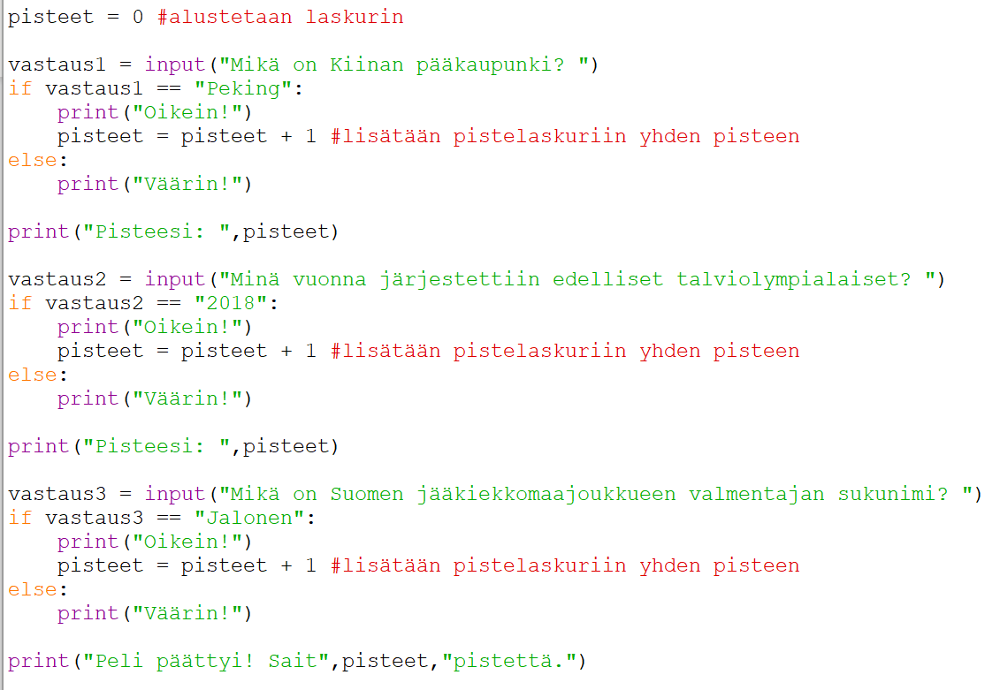 pisteet = 0 #alustetaan laskurin
vastaus1 = input("Mikä on Kiinan pääkaupunki? ")
if vastaus1 == "Peking":
    print("Oikein!")
    pisteet = pisteet + 1 #lisätään pistelaskuriin yhden pisteen
else:
    print("Väärin!")
print("Pisteesi: ",pisteet)
vastaus2 = input("Minä vuonna järjestettiin edelliset talviolympialaiset? ")
if vastaus2 == "2018":
    print("Oikein!")
    pisteet = pisteet + 1 #lisätään pistelaskuriin yhden pisteen
else:
    print("Väärin!")
print("Pisteesi: ",pisteet)
vastaus3 = input("Mikä on Suomen jääkiekkomaajoukkueen valmentajan sukunimi? ")
if vastaus3 == "Jalonen":
    print("Oikein!")
    pisteet = pisteet + 1 #lisätään pistelaskuriin yhden pisteen
else:
    print("Väärin!")
print("Peli päättyi! Sait",pisteet,"pistettä.")